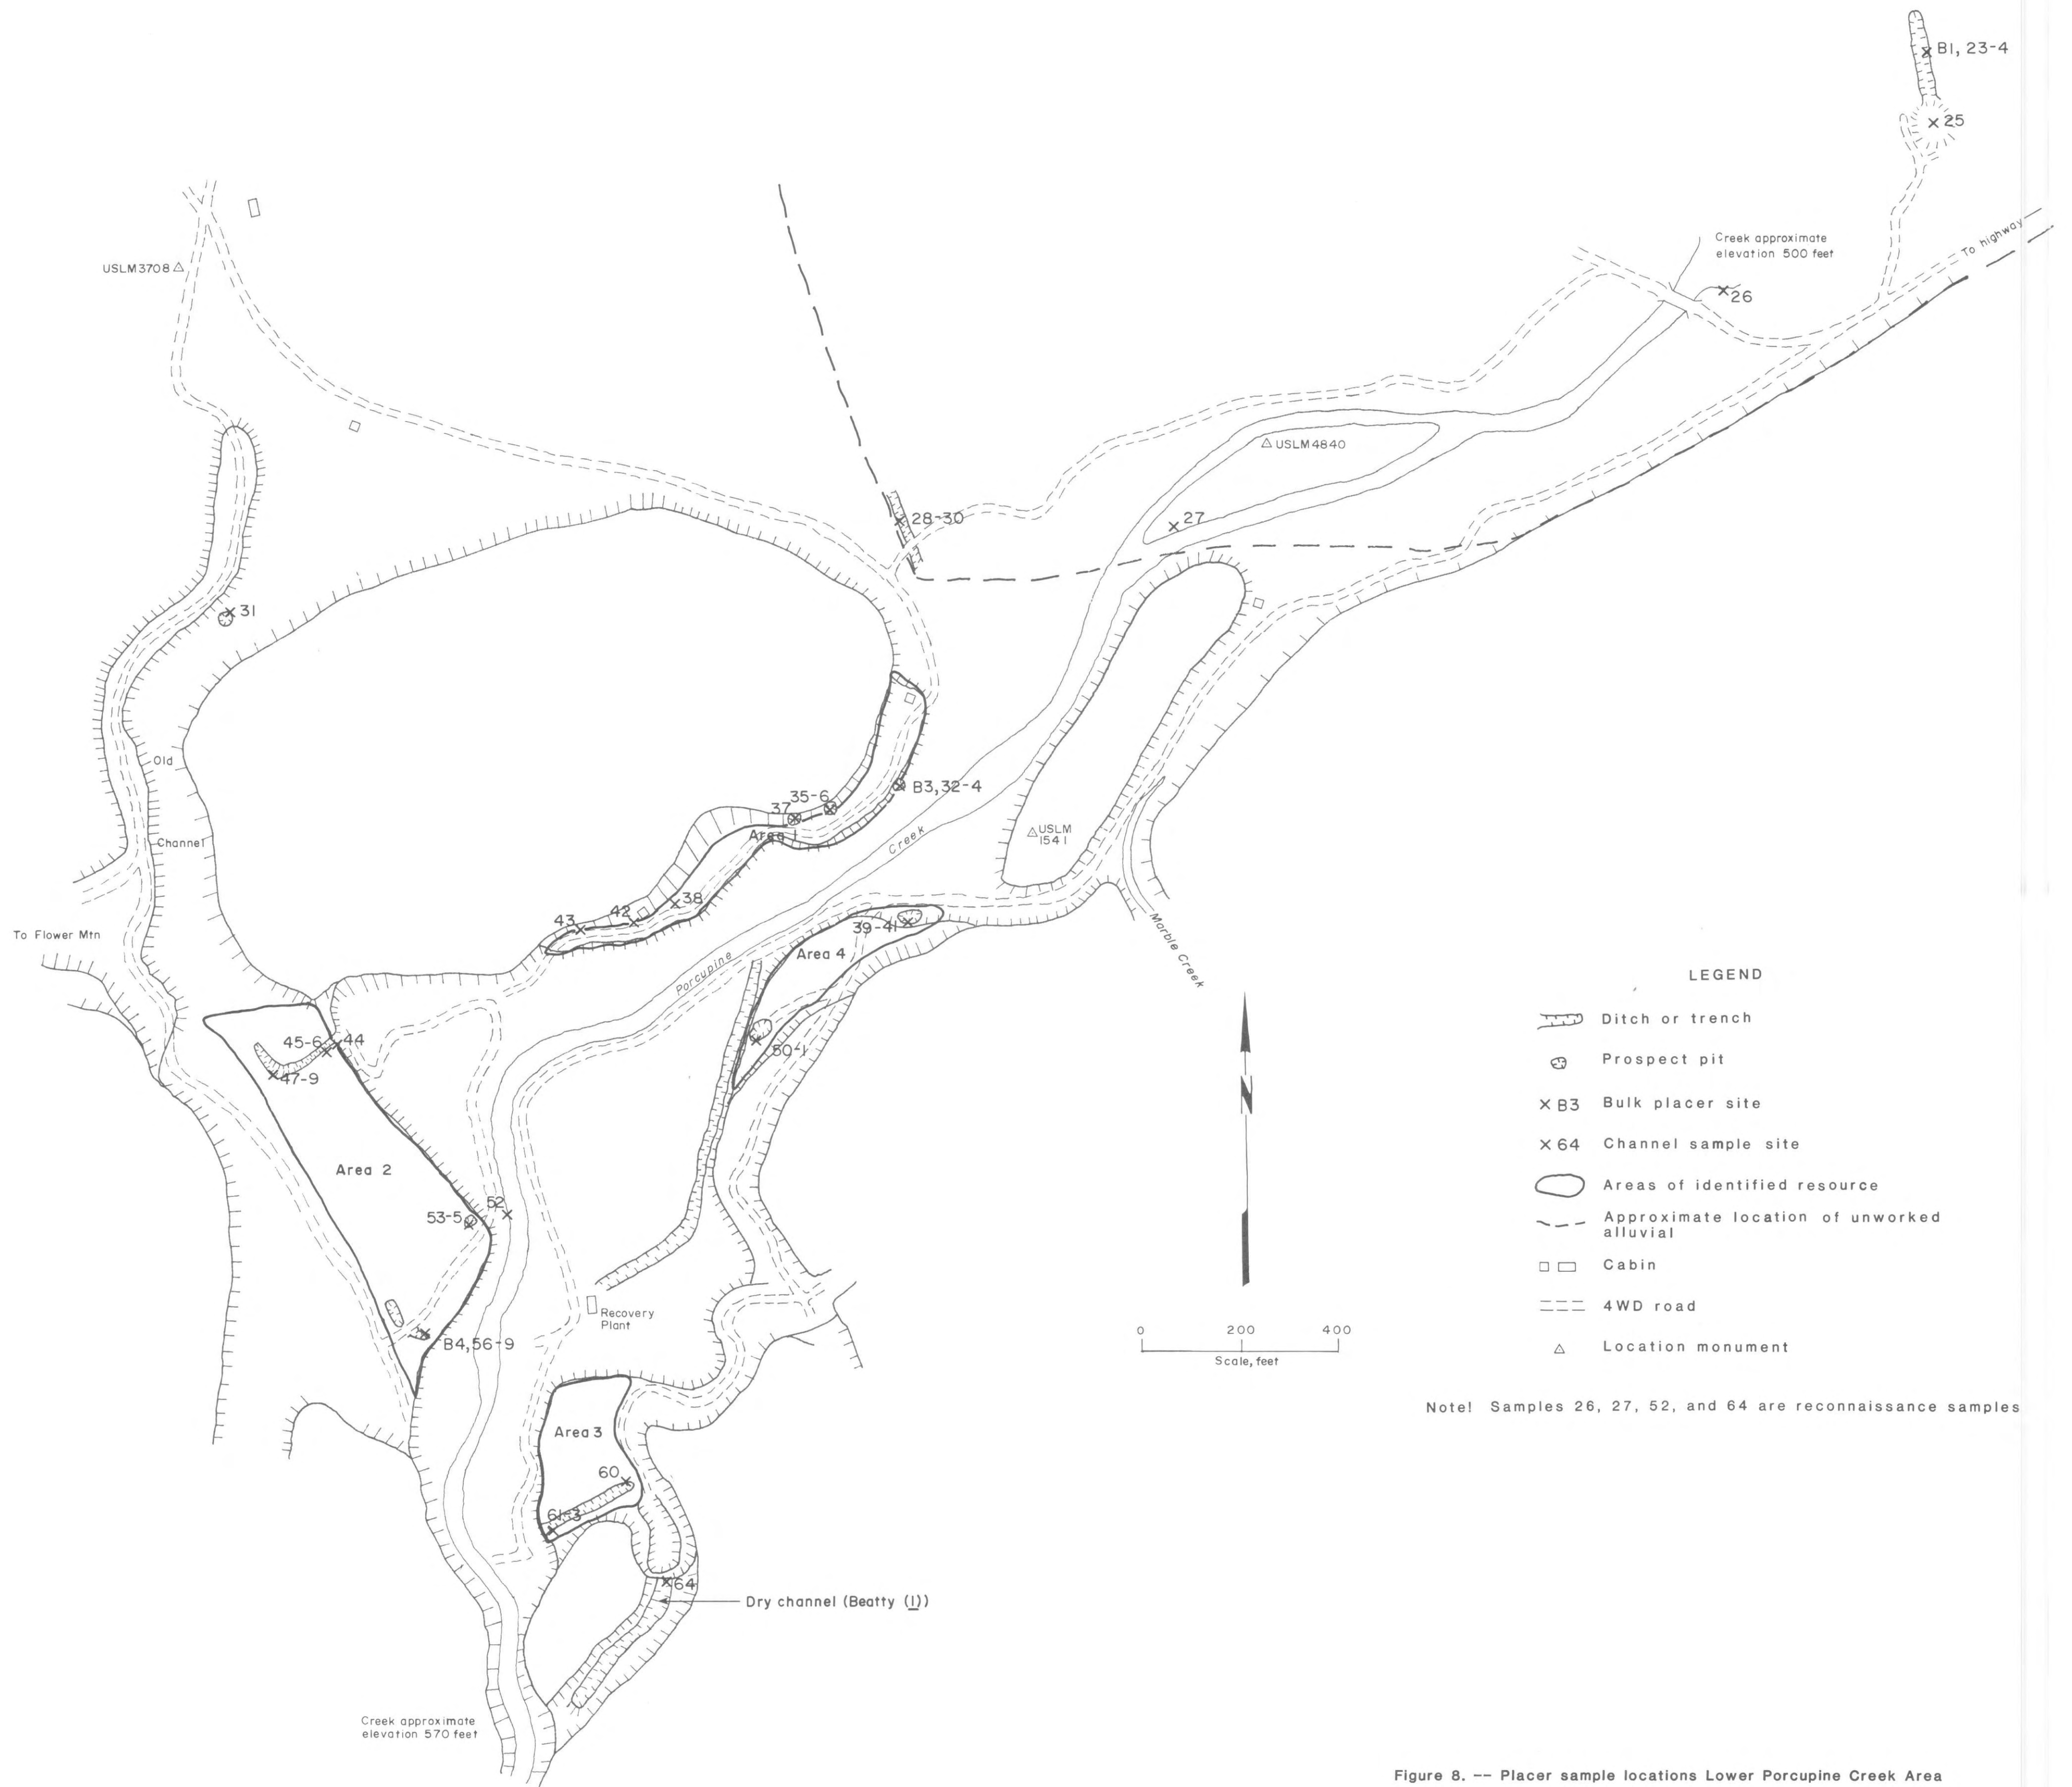 B1, 23-4
25
To highway
Creek approximate
elevation 500 feet
26
USLM3708
USLM4840
27
28-30
31
Old
Channel
B3,32-4
35-6
37
Area 1
USLM
1541
Creek
38
42
43
39-41
Area 4
Porcupine
Marble Creek
To Flower Mtn
45-6
44
47-9
50-1
Area 2
52
53-5
B4,56-9
Recovery
Plant
Area 3
60
61-3
64
Dry channel (Beatty (1))
Creek approximate
elevation 570 feet
N
LEGEND
Ditch or trench
Prospect pit
B3 Bulk placer site
64 Channel sample site
Areas of identified resource
Approximate location of unworked
alluvial
Cabin
4WD road
Location monument
0 200 400
Scale, feet
Note! Samples 26, 27, 52, and 64 are reconnaissance samples
Figure 8. -- Placer sample locations Lower Porcupine Creek Area